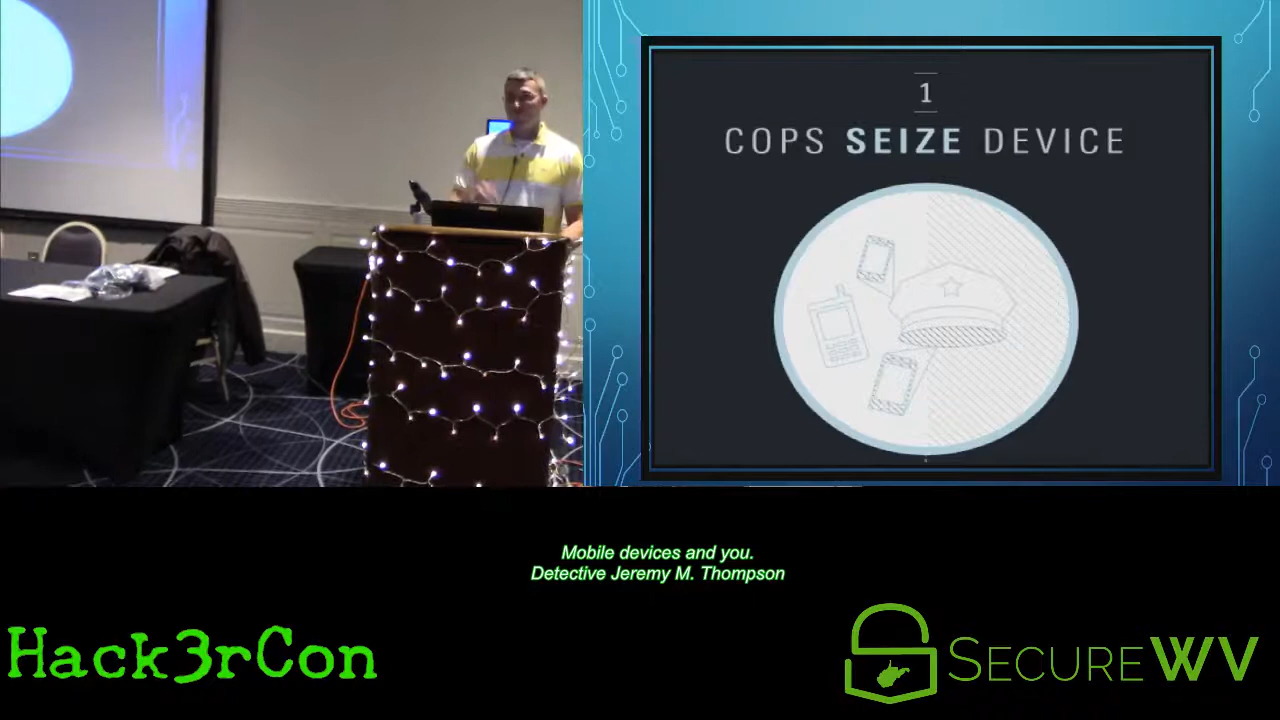 1
COPS SEIZE DEVICE
Mobile devices and you.
Detective Jeremy M. Thompson
Hack3rCon
SECUREWV